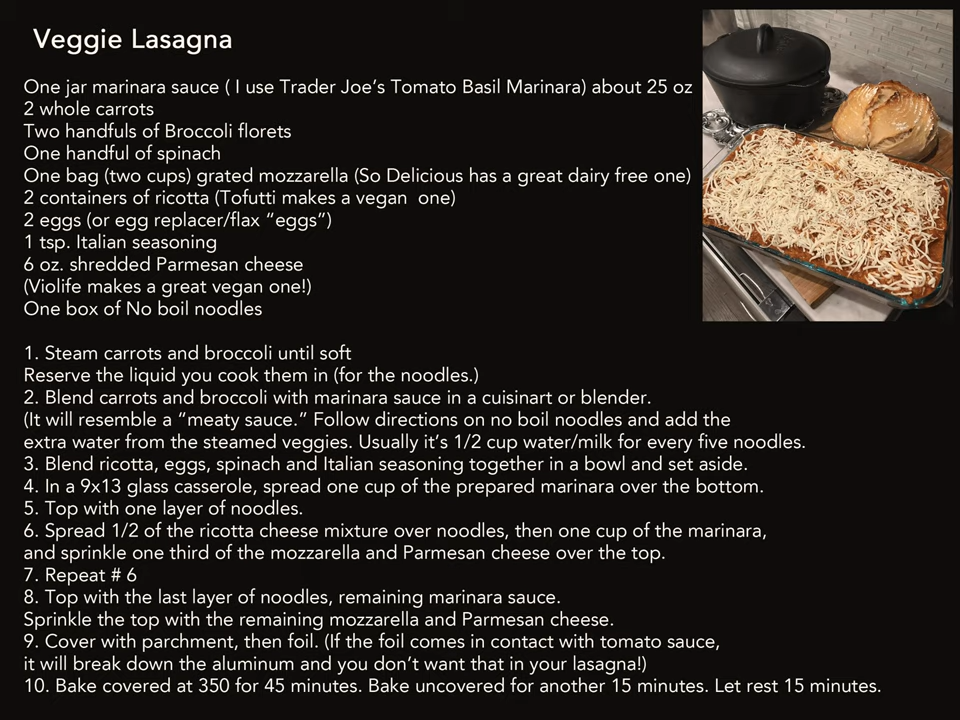 Veggie Lasagna
One jar marinara sauce ( I use Trader Joe's Tomato Basil Marinara) about 25 oz
2 whole carrots
Two handfuls of Broccoli florets
One handful of spinach
One bag (two cups) grated mozzarella (So Delicious has a great dairy free one)
2 containers of ricotta (Tofutti makes a vegan  one)
2 eggs (or egg replacer/flax “eggs”)
1 tsp. Italian seasoning
6 oz. shredded Parmesan cheese
(Violife makes a great vegan one!)
One box of No boil noodles
1. Steam carrots and broccoli until soft
Reserve the liquid you cook them in (for the noodles.)
2. Blend carrots and broccoli with marinara sauce in a cuisinart or blender.
(It will resemble a “meaty sauce.” Follow directions on no boil noodles and add the
extra water from the steamed veggies. Usually it's 1/2 cup water/milk for every five noodles.
3. Blend ricotta, eggs, spinach and Italian seasoning together in a bowl and set aside.
4. In a 9x13 glass casserole, spread one cup of the prepared marinara over the bottom.
5. Top with one layer of noodles.
6. Spread 1/2 of the ricotta cheese mixture over noodles, then one cup of the marinara,
and sprinkle one third of the mozzarella and Parmesan cheese over the top.
7. Repeat # 6
8. Top with the last layer of noodles, remaining marinara sauce.
Sprinkle the top with the remaining mozzarella and Parmesan cheese.
9. Cover with parchment, then foil. (If the foil comes in contact with tomato sauce,
it will break down the aluminum and you don't want that in your lasagna!)
10. Bake covered at 350 for 45 minutes. Bake uncovered for another 15 minutes. Let rest 15 minutes.